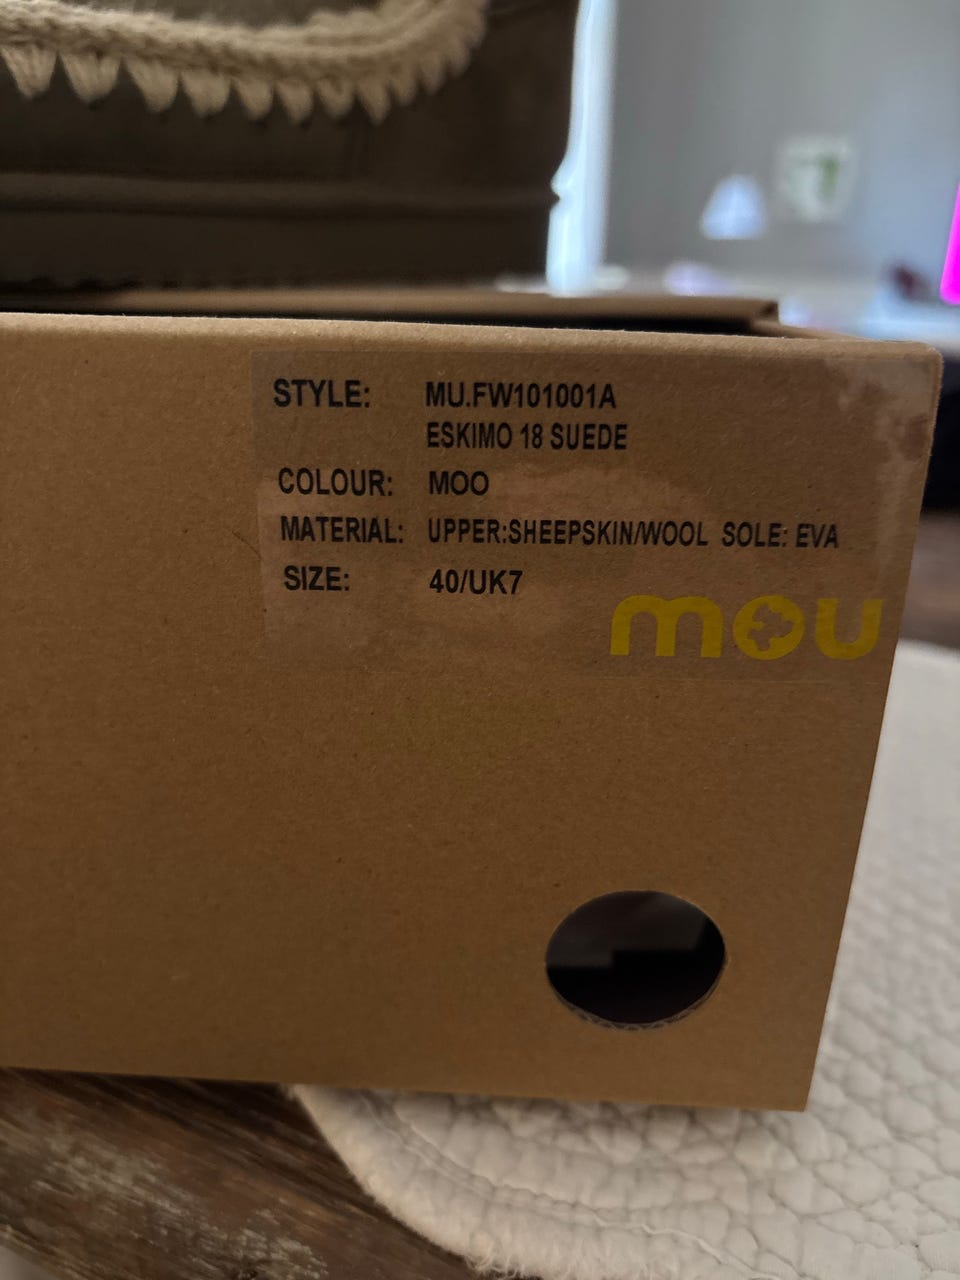 STYLE: MU.FW101001A
ESKIMO 18 SUEDE
COLOUR: MOO
MATERIAL: UPPER:SHEEPSKIN/WOOL SOLE: EVA
SIZE: 40/UK7
mou